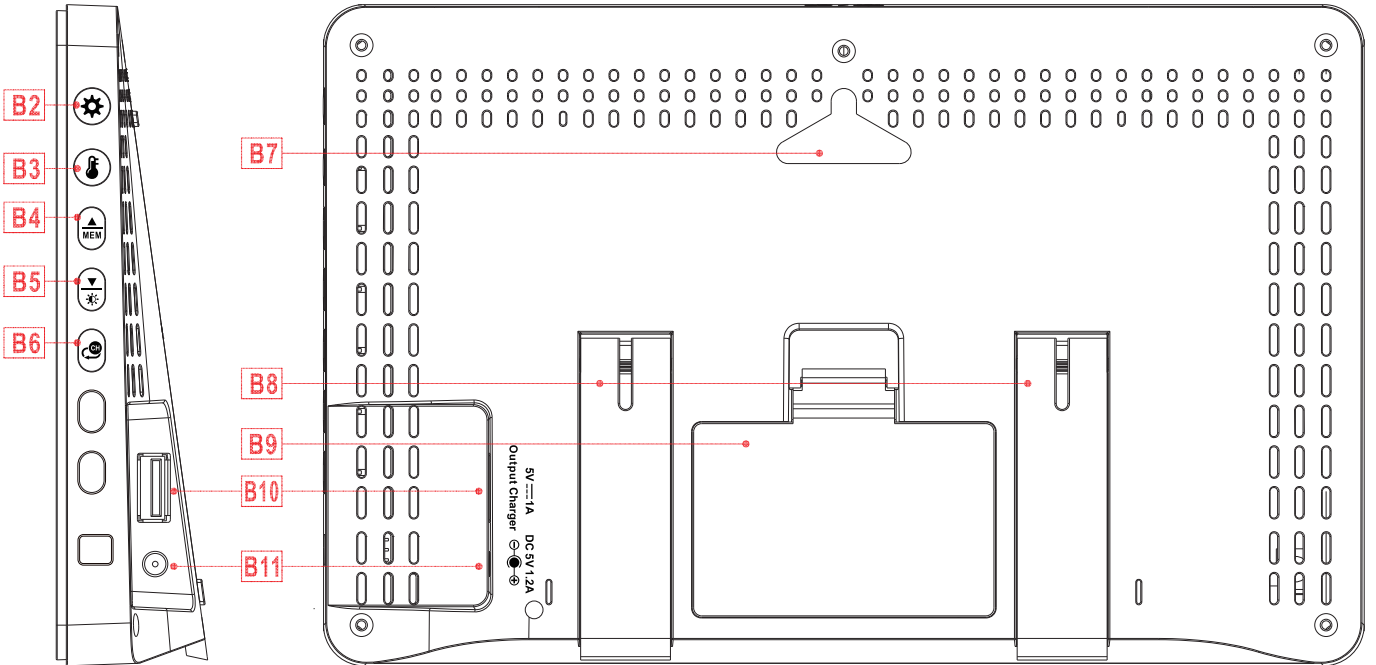 B2
B3
B4
MEM
B5
B6
CH
B7
B8
B9
B10
B11
5V⎓1A
Output Charger
DC 5V 1.2A